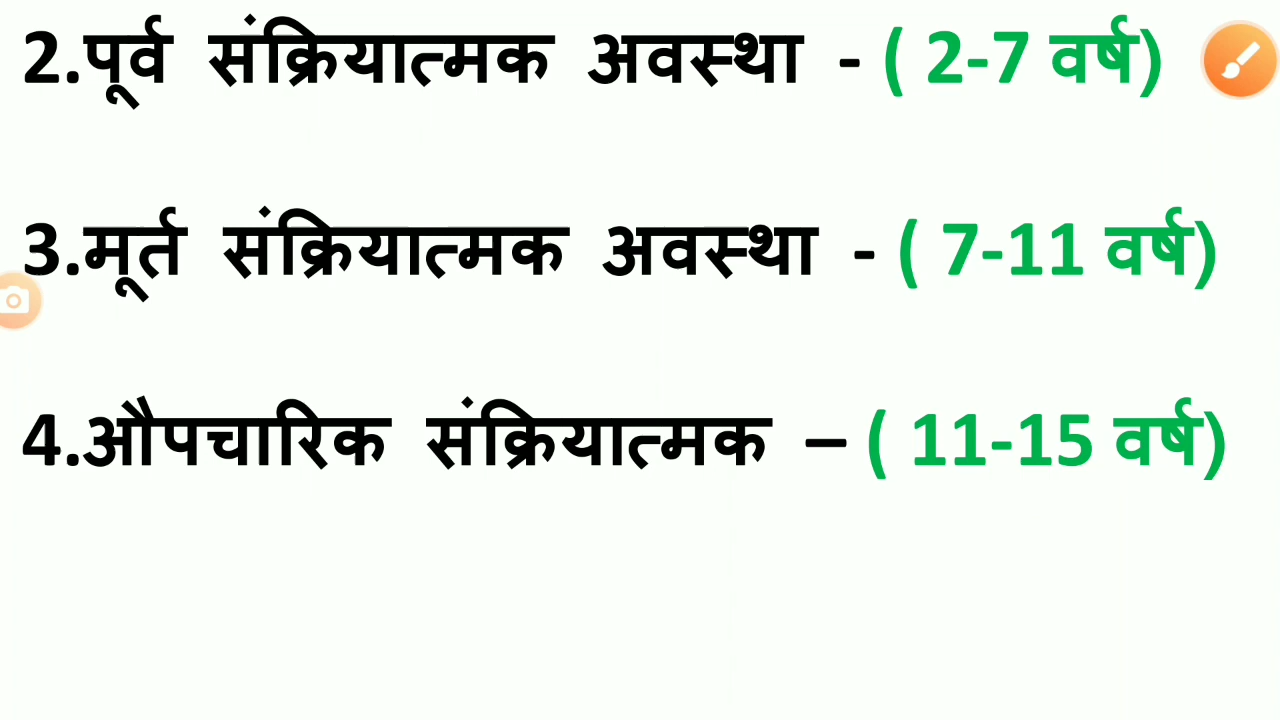 2.पूर्व संक्रियात्मक अवस्था - ( 2-7 वर्ष)
3.मूर्त संक्रियात्मक अवस्था - ( 7-11 वर्ष)
4.औपचारिक संक्रियात्मक – ( 11-15 वर्ष)